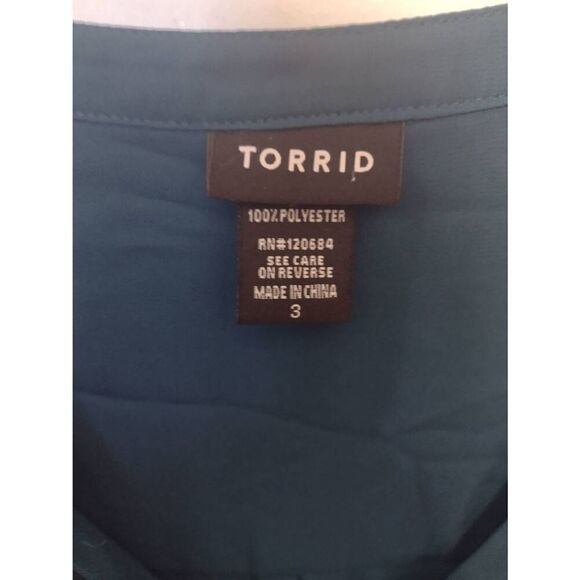 TORRID
100% POLYESTER
RN#120684
SEE CARE
ON REVERSE
MADE IN CHINA
3